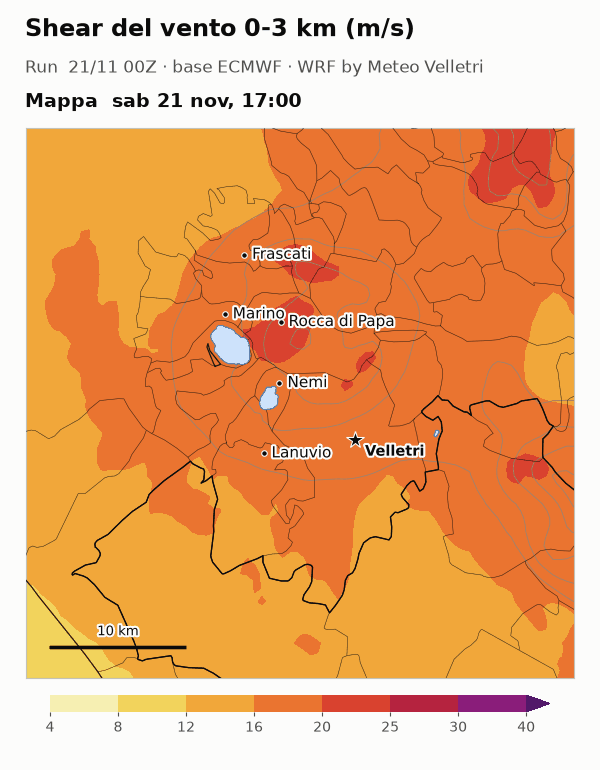 Shear del vento 0-3 km (m/s)
Run  21/11 00Z · base ECMWF · WRF by Meteo Velletri
Mappa  sab 21 nov, 17:00
Frascati
Marino
Rocca di Papa
Nemi
Velletri
Lanuvio
10 km
4 8 12 16 20 25 30 40